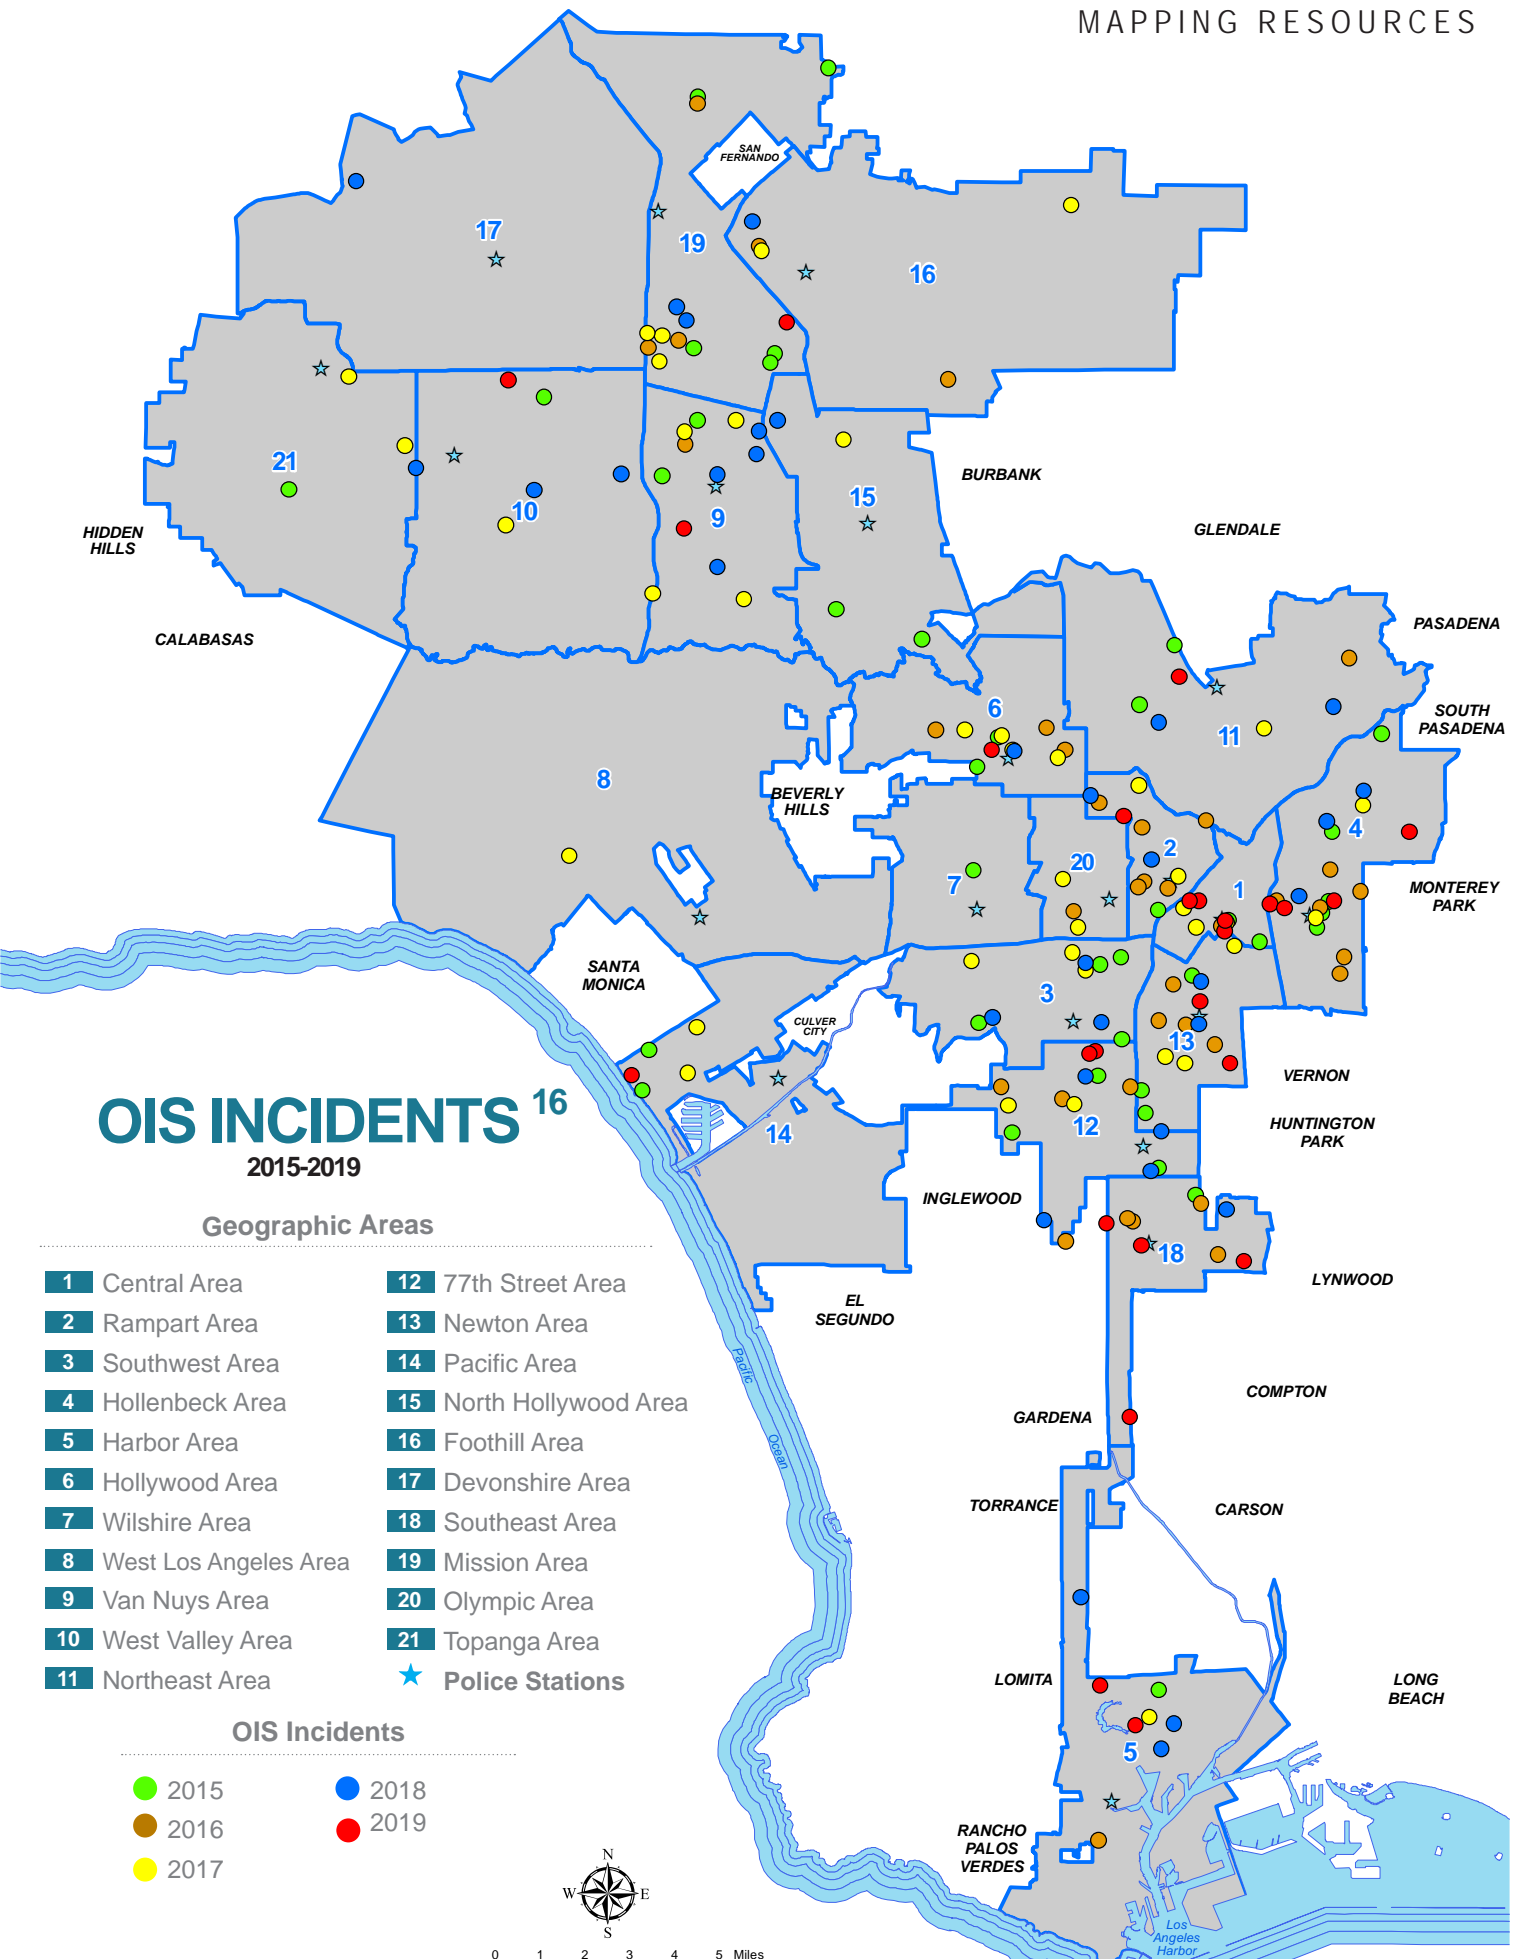 MAPPING RESOURCES
SAN
FERNANDO
17
19
16
21
10
9
15
BURBANK
GLENDALE
HIDDEN
HILLS
CALABASAS
PASADENA
6
11
SOUTH
PASADENA
8
BEVERLY
HILLS
4
2
20
7
1
MONTEREY
PARK
SANTA
MONICA
3
CULVER
CITY
13
VERNON
OIS INCIDENTS 16
2015-2019
14
12
HUNTINGTON
PARK
INGLEWOOD
18
LYNWOOD
EL
SEGUNDO
Pacific
Ocean
COMPTON
GARDENA
TORRANCE
CARSON
LOMITA
LONG
BEACH
5
RANCHO
PALOS
VERDES
Los
Angeles
Harbor
Geographic Areas
1 Central Area
2 Rampart Area
3 Southwest Area
4 Hollenbeck Area
5 Harbor Area
6 Hollywood Area
7 Wilshire Area
8 West Los Angeles Area
9 Van Nuys Area
10 West Valley Area
11 Northeast Area
12 77th Street Area
13 Newton Area
14 Pacific Area
15 North Hollywood Area
16 Foothill Area
17 Devonshire Area
18 Southeast Area
19 Mission Area
20 Olympic Area
21 Topanga Area
Police Stations
OIS Incidents
2015
2016
2017
2018
2019
N
W E
S
0 1 2 3 4 5 Miles